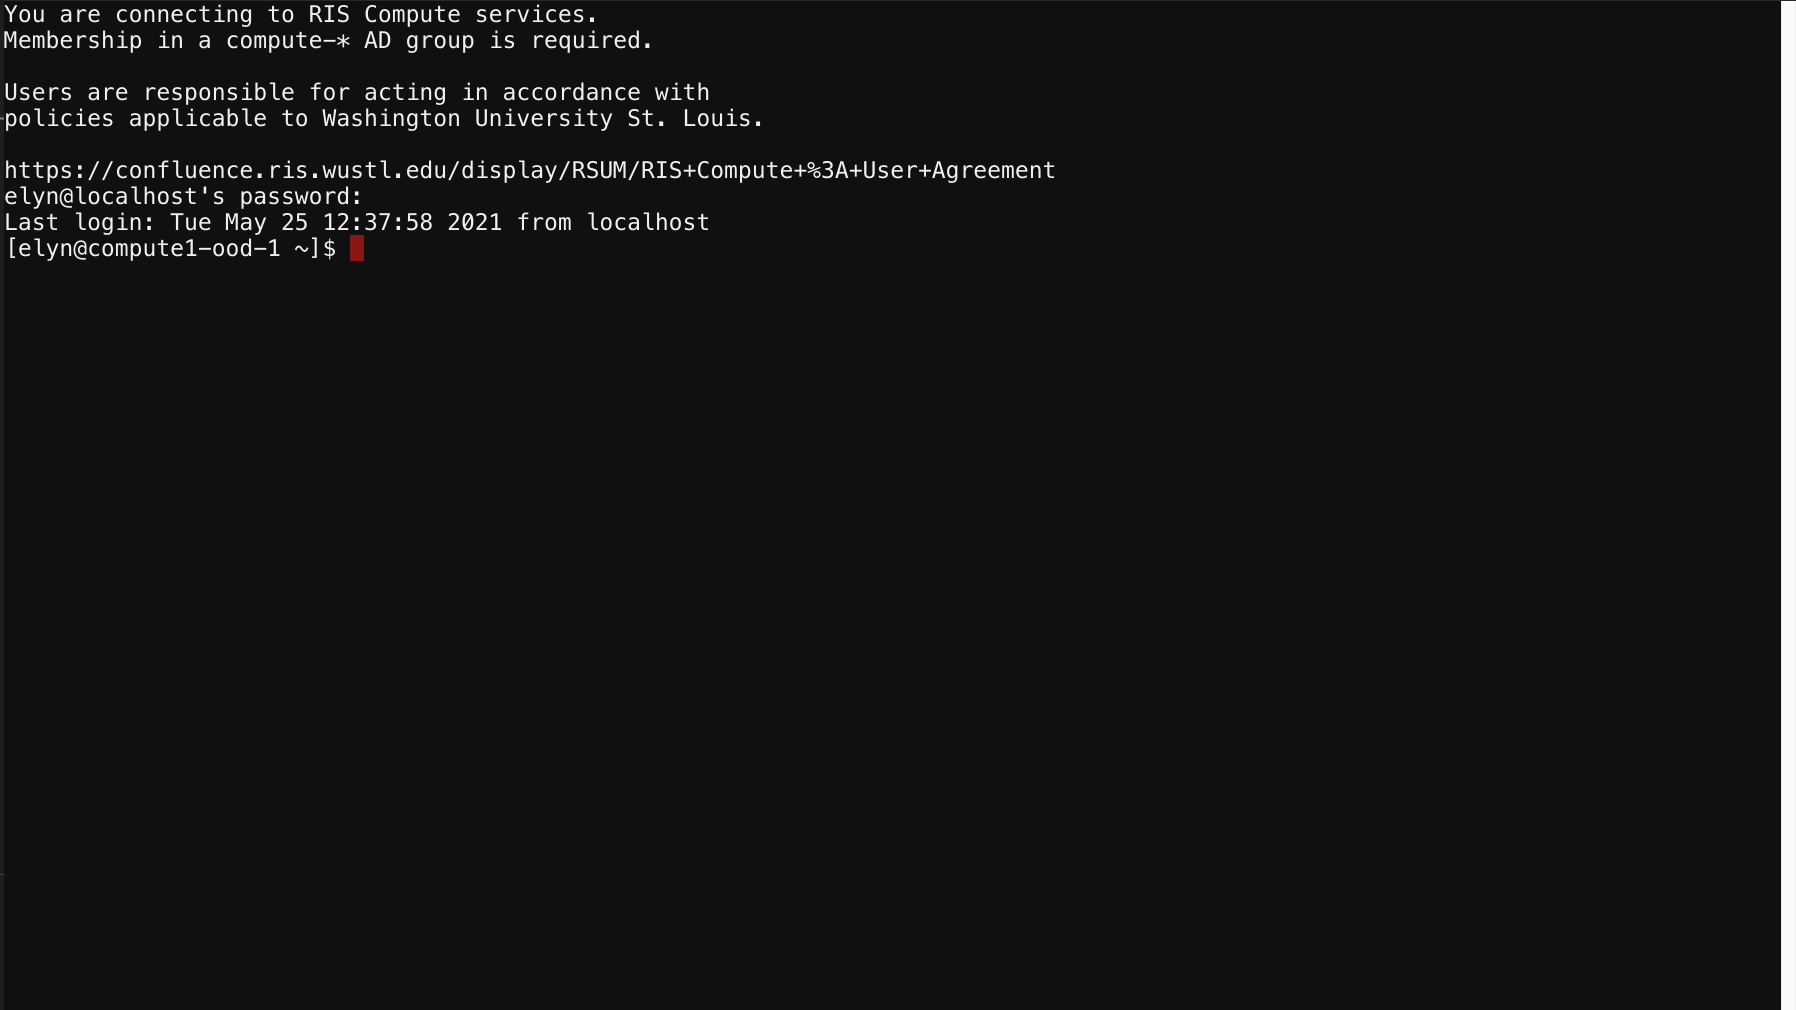 You are connecting to RIS Compute services.
Membership in a compute-* AD group is required.
Users are responsible for acting in accordance with
policies applicable to Washington University St. Louis.
https://confluence.ris.wustl.edu/display/RSUM/RIS+Compute+%3A+User+Agreement
elyn@localhost's password:
Last login: Tue May 25 12:37:58 2021 from localhost
[elyn@compute1-ood-1 ~]$